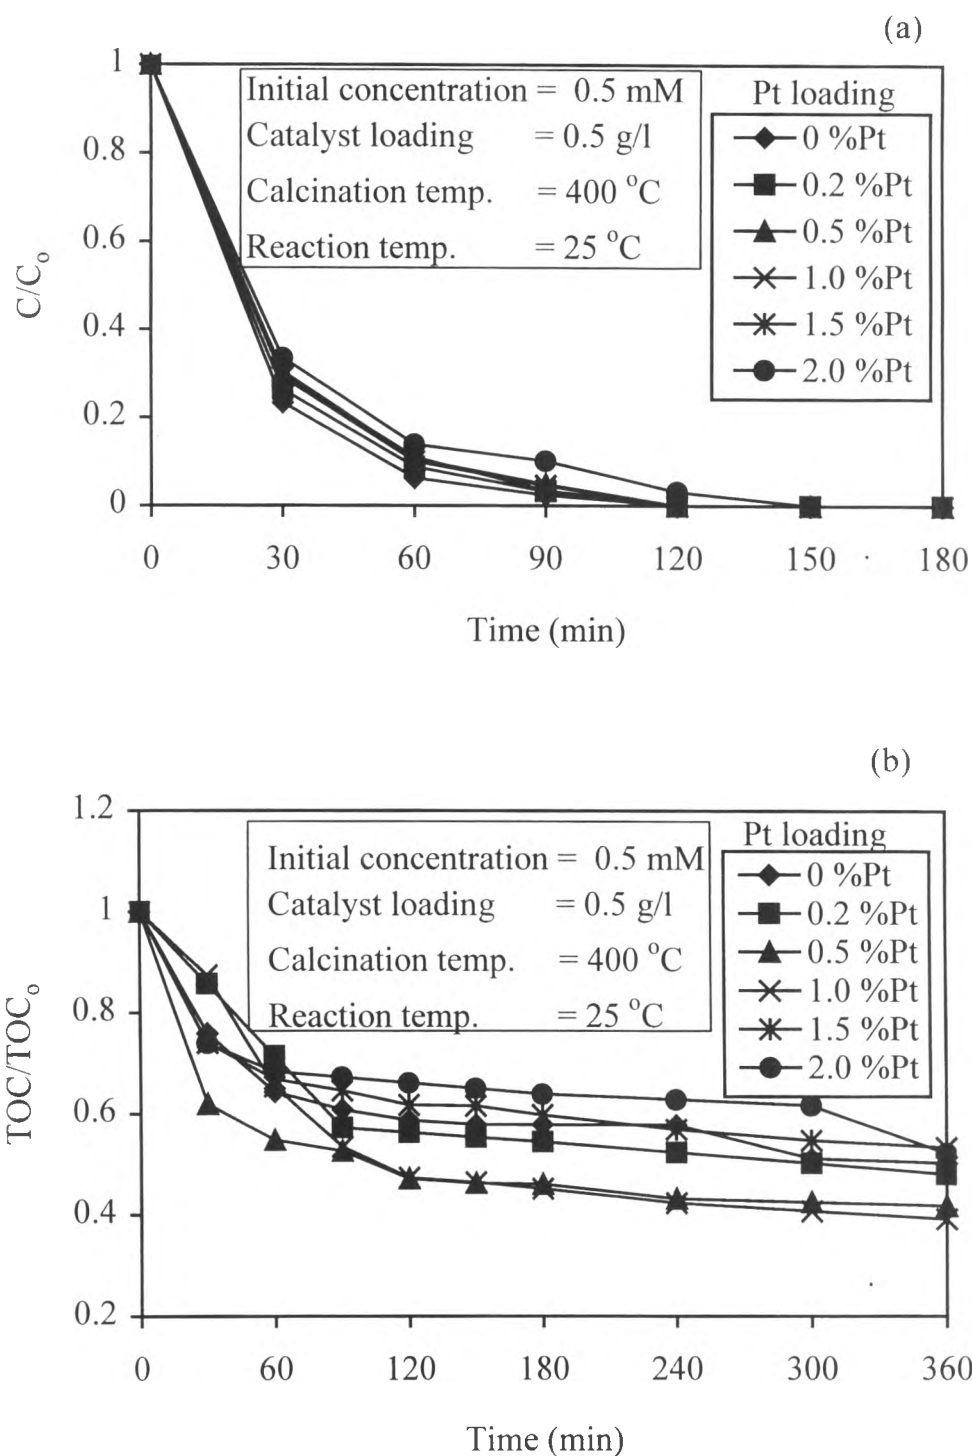 (a)
1
0.8
0.6
0.4
0.2
0
C/Co
Initial concentration = 0.5 mM
Catalyst loading = 0.5 g/l
Calcination temp. = 400 °C
Reaction temp. = 25 °C
Pt loading
0 %Pt
0.2 %Pt
0.5 %Pt
1.0 %Pt
1.5 %Pt
2.0 %Pt
0 30 60 90 120 150 180
Time (min)
(b)
1.2
1
0.8
0.6
0.4
0.2
TOC/TOCo
Initial concentration = 0.5 mM
Catalyst loading = 0.5 g/l
Calcination temp. = 400 °C
Reaction temp. = 25 °C
Pt loading
0 %Pt
0.2 %Pt
0.5 %Pt
1.0 %Pt
1.5 %Pt
2.0 %Pt
0 60 120 180 240 300 360
Time (min)